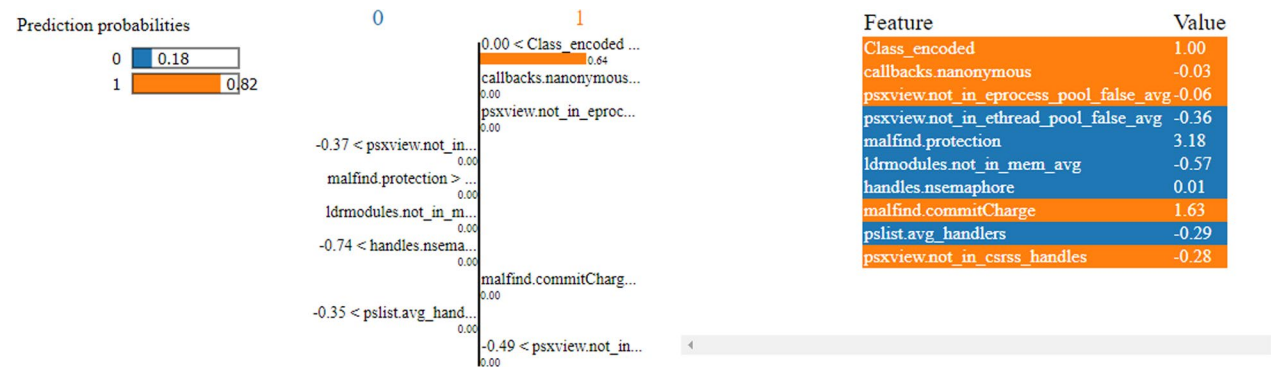 Prediction probabilities
0 0.18
1 0.82
0 1
0.00 < Class_encoded ...
0.64
callbacks.nanonymous...
0.00
psxview.not_in_eproc...
0.00
-0.37 < psxview.not_in...
0.00
malfind.protection > ...
0.00
ldrmodules.not_in_m...
0.00
-0.74 < handles.nsema...
0.00
malfind.commitCharg...
0.00
-0.35 < pslist.avg_hand...
0.00
-0.49 < psxview.not_in...
0.00
Feature Value
Class_encoded 1.00
callbacks.nanonymous -0.03
psxview.not_in_eprocess_pool_false_avg -0.06
psxview.not_in_ethread_pool_false_avg -0.36
malfind.protection 3.18
ldrmodules.not_in_mem_avg -0.57
handles.nsemaphore 0.01
malfind.commitCharge 1.63
pslist.avg_handlers -0.29
psxview.not_in_csrss_handles -0.28